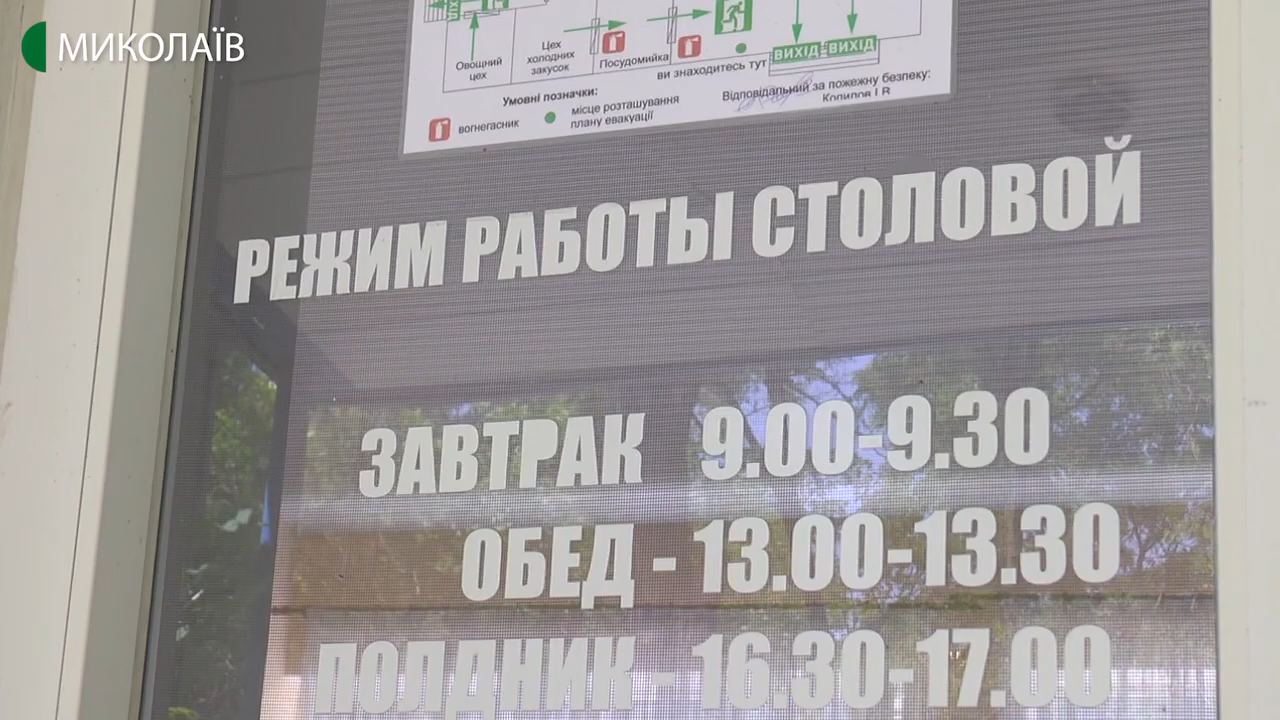 МИКОЛАЇВ
Овощний
цех
Цех
холодних
закусок
Посудомийка
ви знаходитесь тут
ВИХІД
ВИХІД
Умовні позначки:
вогнегасник
місце розташування
плану евакуації
Відповідальний за пожежну безпеку:
РЕЖИМ РАБОТЫ СТОЛОВОЙ
ЗАВТРАК 9.00-9.30
ОБЕД - 13.00-13.30
ПОЛДНИК - 16.30-17.00